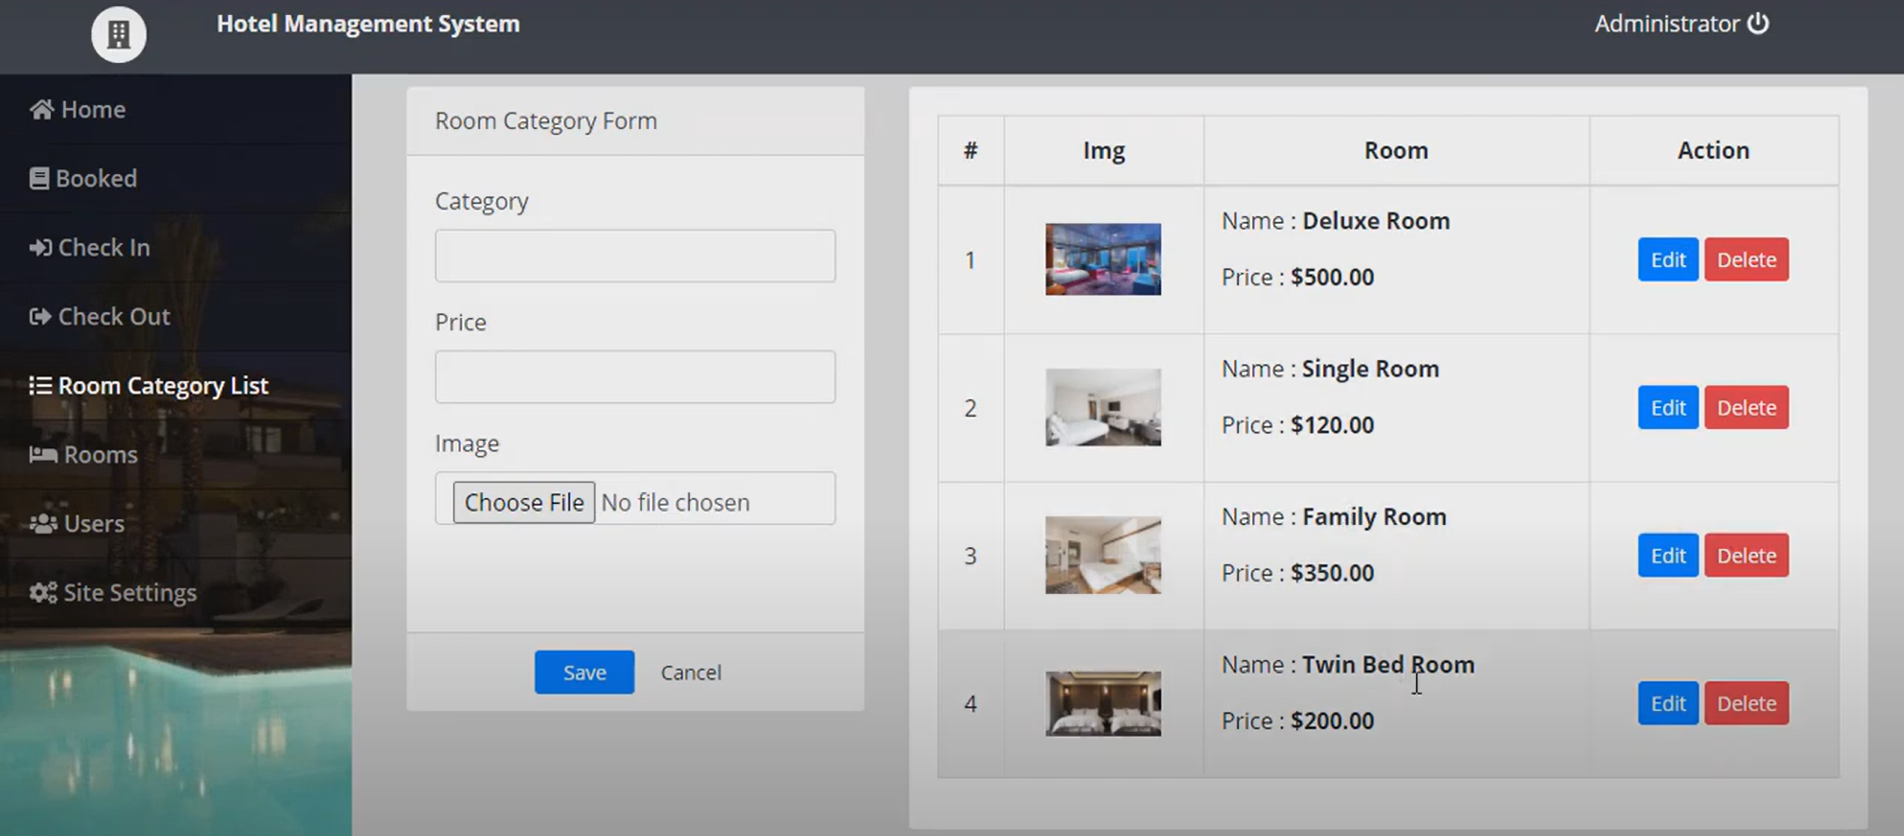 Hotel Management System
Administrator
Home
Booked
Check In
Check Out
Room Category List
Rooms
Users
Site Settings
Room Category Form
Category
Price
Image
Choose File No file chosen
Save Cancel
# Img Room Action
1 Name : Deluxe Room
Price : $500.00
Edit Delete
2 Name : Single Room
Price : $120.00
Edit Delete
3 Name : Family Room
Price : $350.00
Edit Delete
4 Name : Twin Bed Room
Price : $200.00
Edit Delete